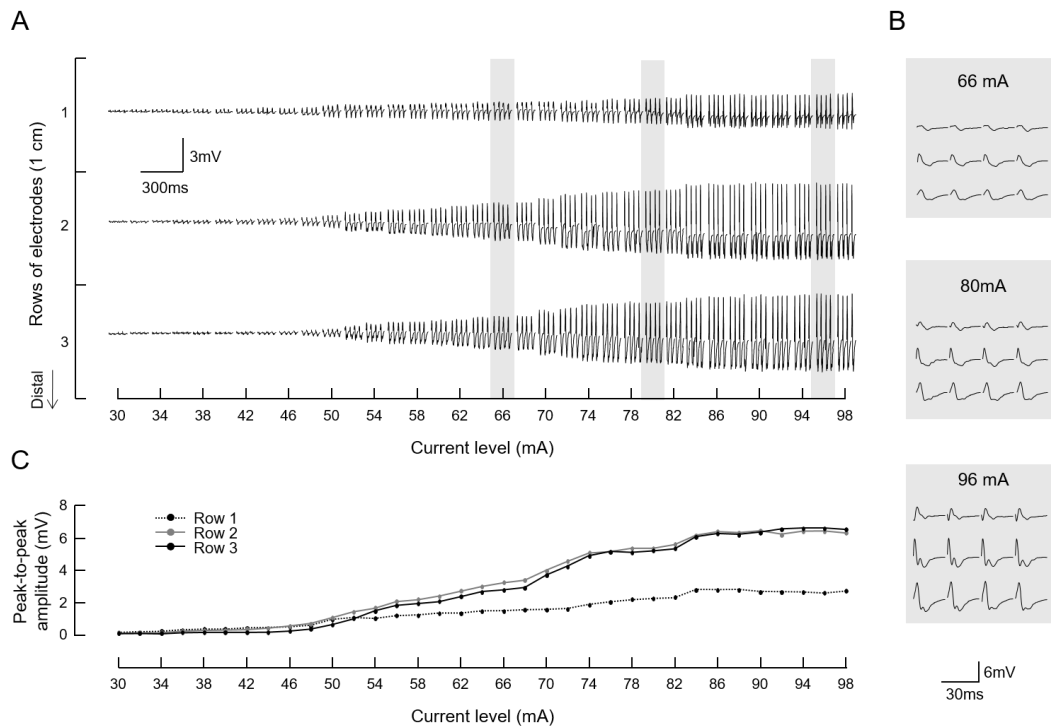 A
B
Rows of electrodes (1 cm)
1
2
3
Distal
3mV
300ms
30 34 38 42 46 50 54 58 62 66 70 74 78 82 86 90 94 98
Current level (mA)
66 mA
80mA
96 mA
6mV
30ms
C
Peak-to-peak
amplitude (mV)
8
6
4
2
0
Row 1
Row 2
Row 3
30 34 38 42 46 50 54 58 62 66 70 74 78 82 86 90 94 98
Current level (mA)